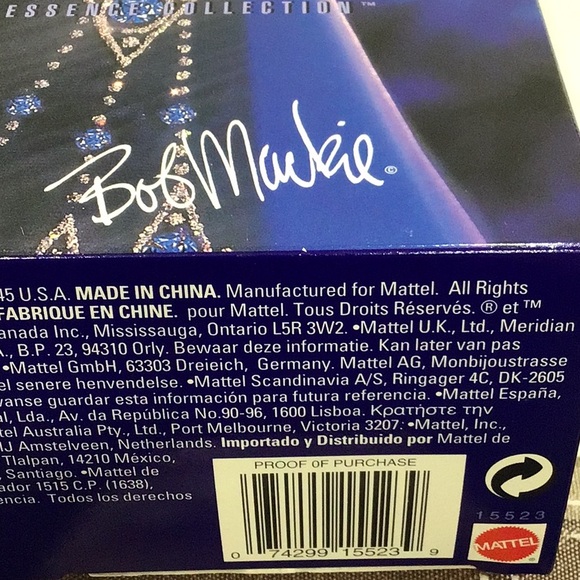 ESSENCE COLLECTION™
Bob Mackie ©
45 U.S.A. MADE IN CHINA. Manufactured for Mattel. All Rights
FABRIQUE EN CHINE. pour Mattel. Tous Droits Réservés. ® et ™
anada Inc., Mississauga, Ontario L5R 3W2. •Mattel U.K., Ltd., Meridian
., B.P. 23, 94310 Orly. Bewaar deze informatie. Kan later van pas
•Mattel GmbH, 63303 Dreieich, Germany. Mattel AG, Monbijoustrasse
el senere henvendelse. •Mattel Scandinavia A/S, Ringager 4C, DK-2605
wanse guardar esta información para futura referencia. •Mattel España,
al, Lda., Av. da República No.90-96, 1600 Lisboa. Κρατήστε την
tel Australia Pty., Ltd., Port Melbourne, Victoria 3207. •Mattel, Inc.,
HJ Amstelveen, Netherlands. Importado y Distribuido por Mattel de
Tlalpan, 14210 México,
, Santiago. •Mattel de
ador 1515 C.P. (1638),
encia. Todos los derechos
PROOF OF PURCHASE
0 74299 15523 9
15523
MATTEL